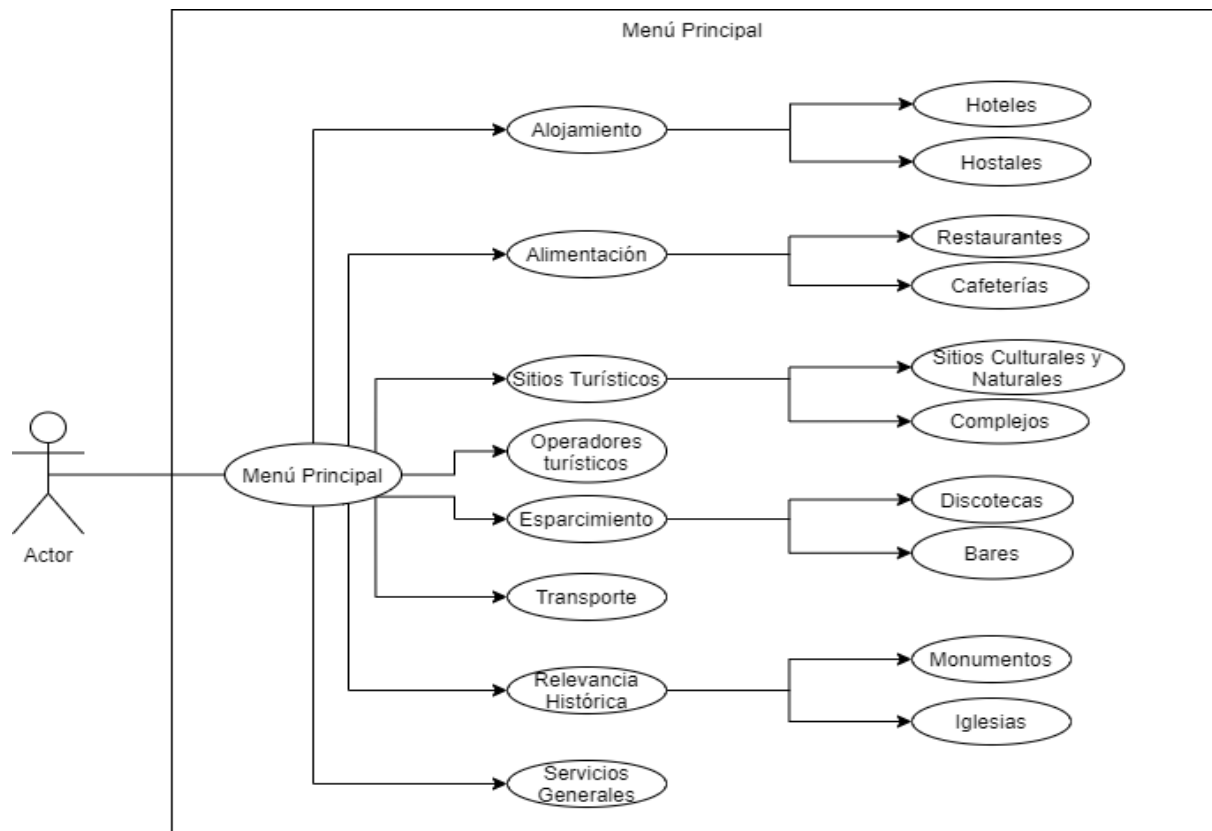 Menú Principal
Hoteles
Alojamiento
Hostales
Restaurantes
Alimentación
Cafeterías
Sitios Culturales y
Naturales
Sitios Turísticos
Complejos
Operadores
turísticos
Menú Principal
Discotecas
Esparcimiento
Bares
Actor
Transporte
Monumentos
Relevancia
Histórica
Iglesias
Servicios
Generales